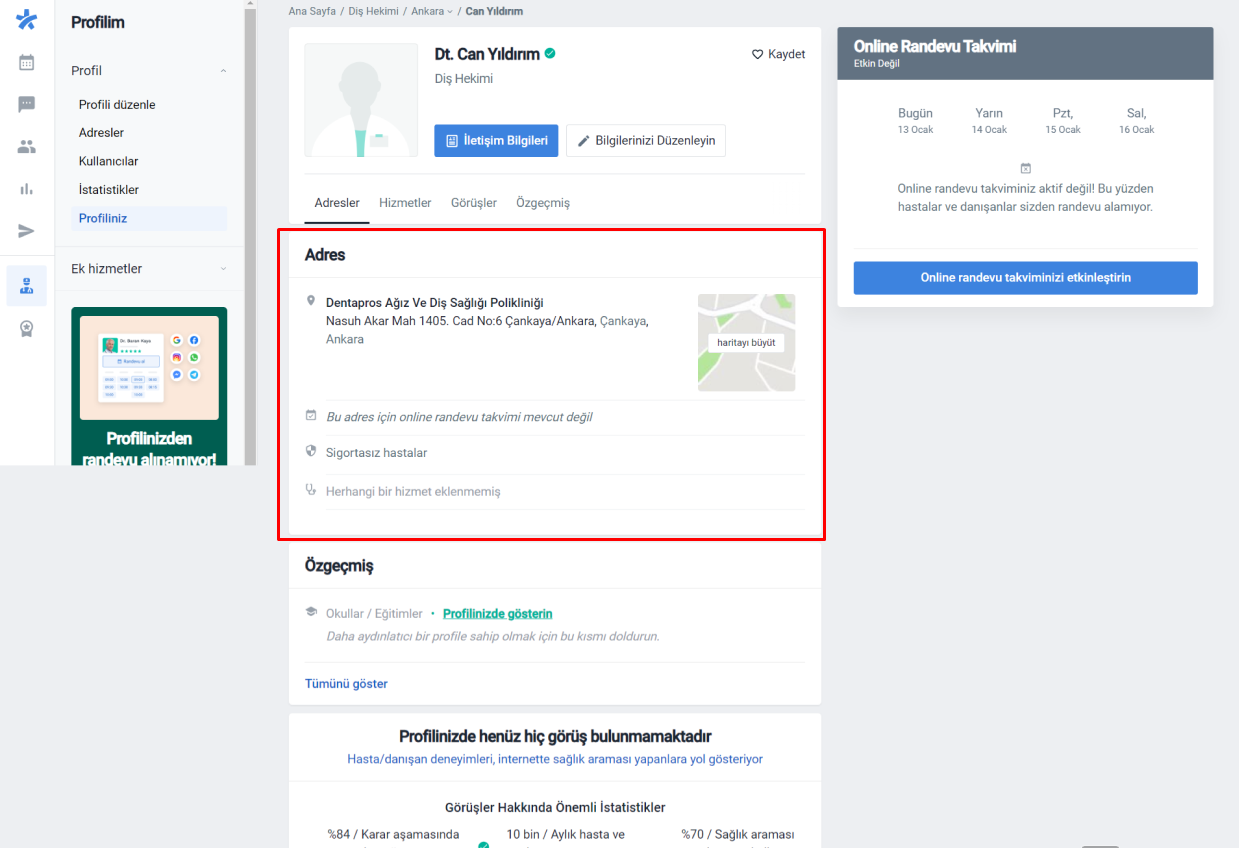 Profilim
Profil
Profili düzenle
Adresler
Kullanıcılar
İstatistikler
Profiliniz
Ek hizmetler
Dr. Baran Kaya
Randevu al
Profilinizden
randevu alınamıyor!
Ana Sayfa / Diş Hekimi / Ankara / Can Yıldırım
Dt. Can Yıldırım
Kaydet
Diş Hekimi
İletişim Bilgileri
Bilgilerinizi Düzenleyin
Adresler Hizmetler Görüşler Özgeçmiş
Adres
Dentapros Ağız Ve Diş Sağlığı Polikliniği
Nasuh Akar Mah 1405. Cad No:6 Çankaya/Ankara, Çankaya,
Ankara
haritayı büyüt
Bu adres için online randevu takvimi mevcut değil
Sigortasız hastalar
Herhangi bir hizmet eklenmemiş
Özgeçmiş
Okullar / Eğitimler • Profilinizde gösterin
Daha aydınlatıcı bir profile sahip olmak için bu kısmı doldurun.
Tümünü göster
Profilinizde henüz hiç görüş bulunmamaktadır
Hasta/danışan deneyimleri, internette sağlık araması yapanlara yol gösteriyor
Görüşler Hakkında Önemli İstatistikler
%84 / Karar aşamasında
10 bin / Aylık hasta ve
%70 / Sağlık araması
Online Randevu Takvimi
Etkin Değil
Bugün Yarın Pzt, Sal,
13 Ocak 14 Ocak 15 Ocak 16 Ocak
Online randevu takviminiz aktif değil! Bu yüzden
hastalar ve danışanlar sizden randevu alamıyor.
Online randevu takviminizi etkinleştirin